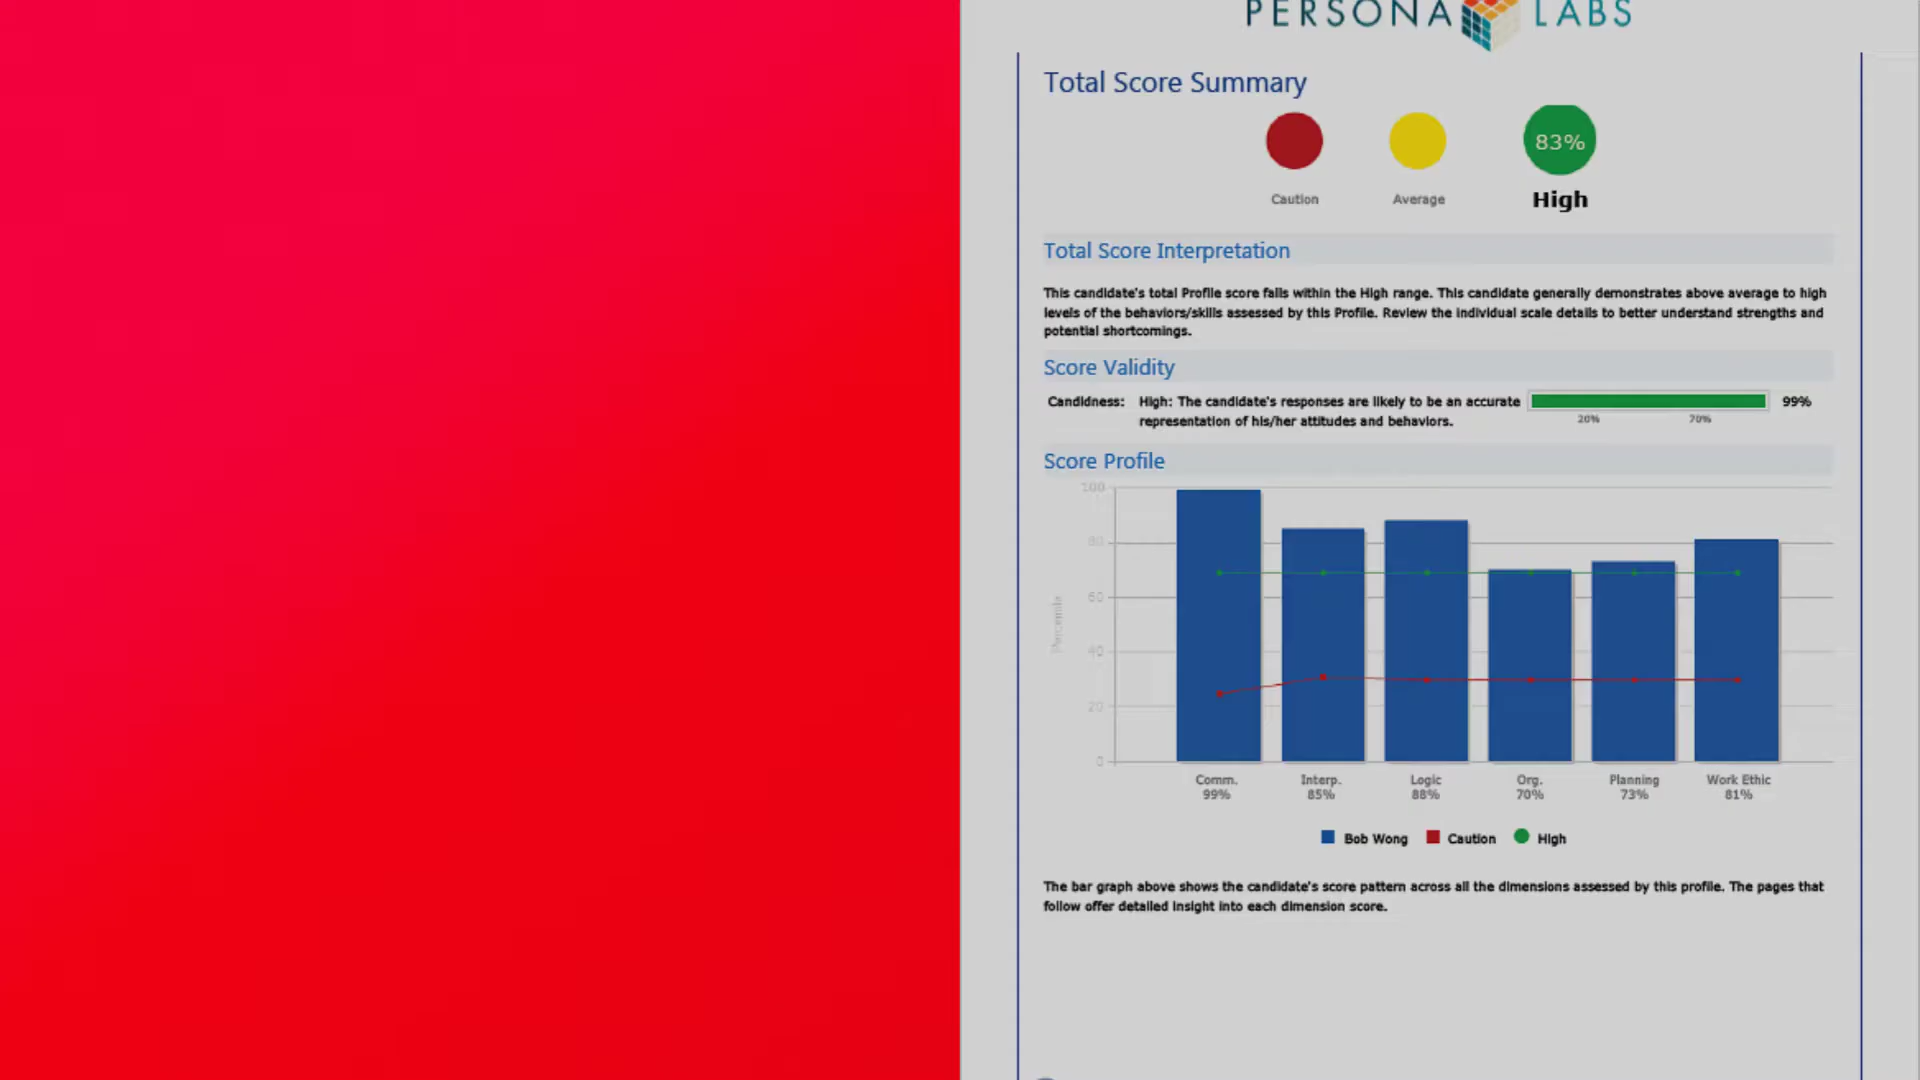 PERSONA LABS
Total Score Summary
83%
Caution
Average
High
Total Score Interpretation
This candidate's total Profile score falls within the High range. This candidate generally demonstrates above average to high
levels of the behaviors/skills assessed by this Profile. Review the individual scale details to better understand strengths and
potential shortcomings.
Score Validity
Candidness: High: The candidate's responses are likely to be an accurate
representation of his/her attitudes and behaviors.
99%
20% 70%
Score Profile
100
80
60
40
20
0
Percentile
Comm. Interp. Logic Org. Planning Work Ethic
99% 85% 88% 70% 73% 81%
Bob Wong Caution High
The bar graph above shows the candidate's score pattern across all the dimensions assessed by this profile. The pages that
follow offer detailed insight into each dimension score.